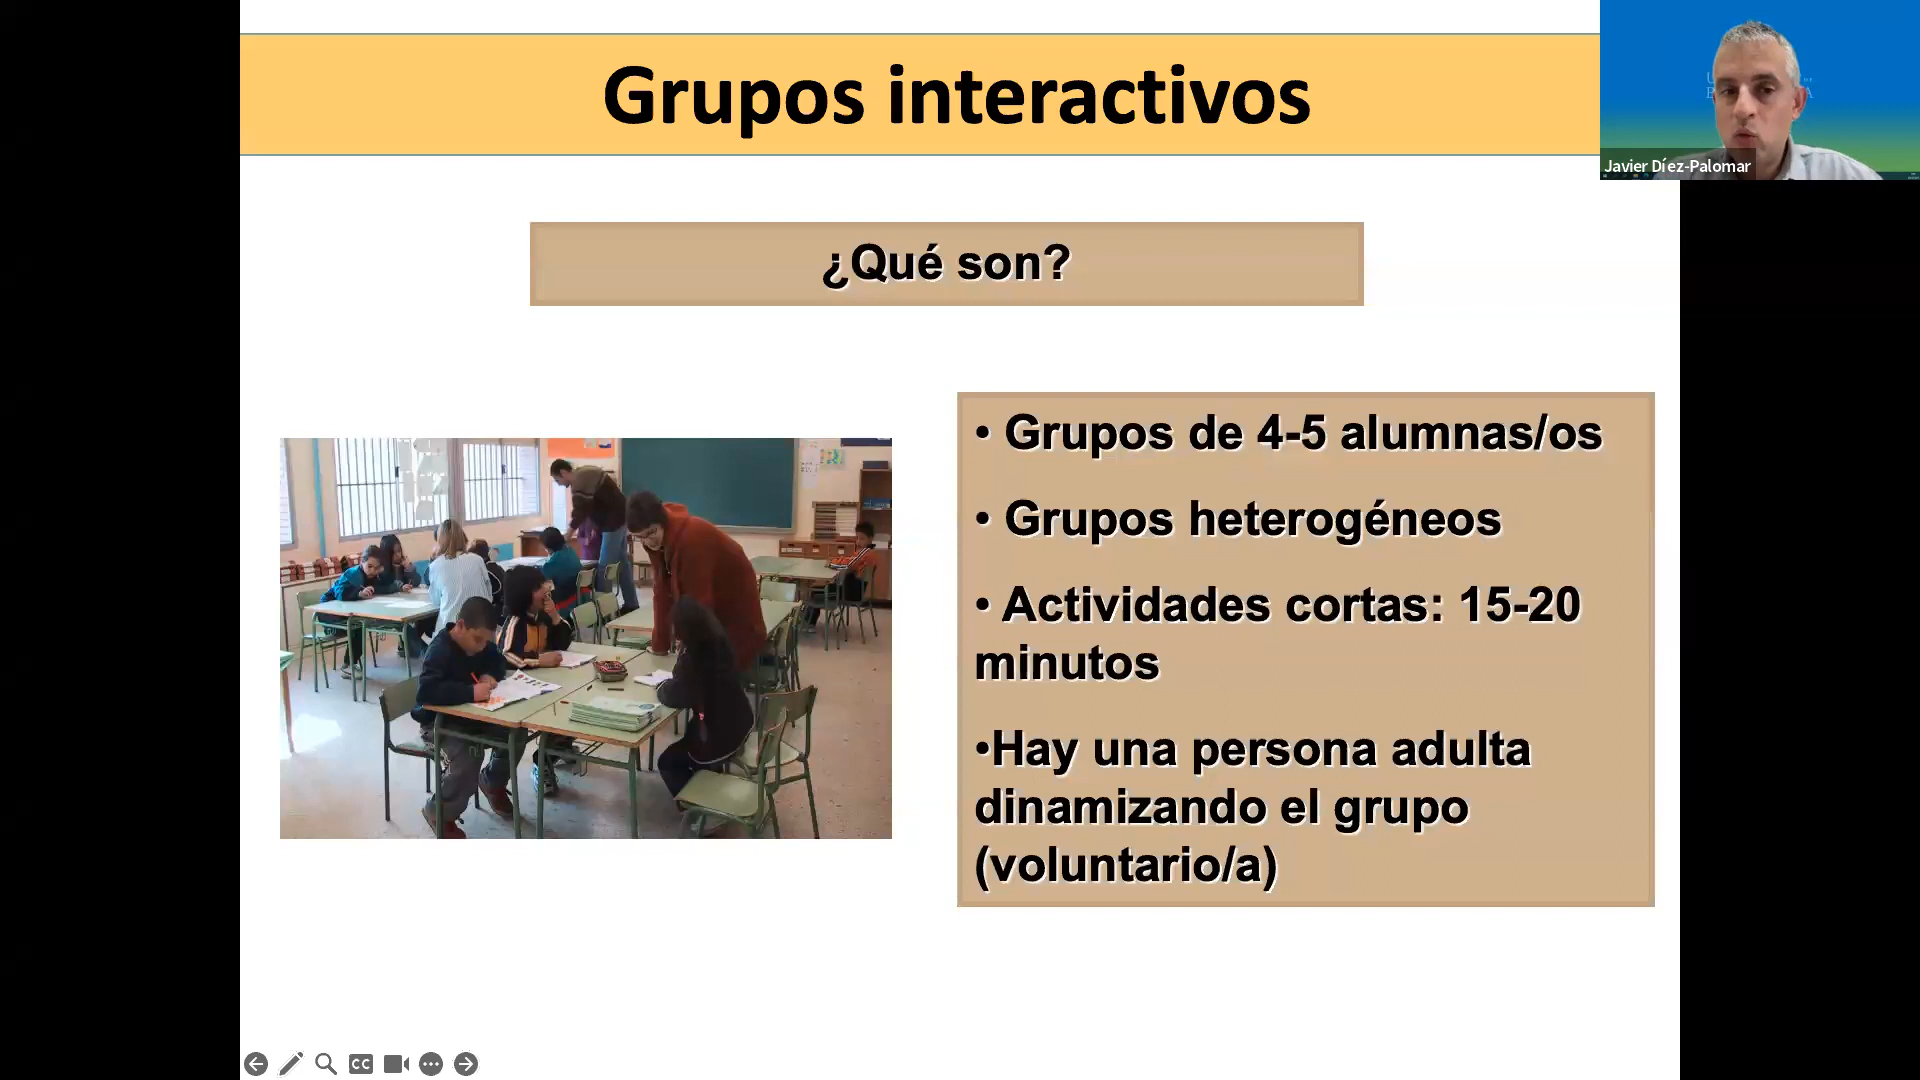 Grupos interactivos
Javier Díez-Palomar
¿Qué son?
• Grupos de 4-5 alumnas/os
• Grupos heterogéneos
• Actividades cortas: 15-20
minutos
•Hay una persona adulta
dinamizando el grupo
(voluntario/a)
CC